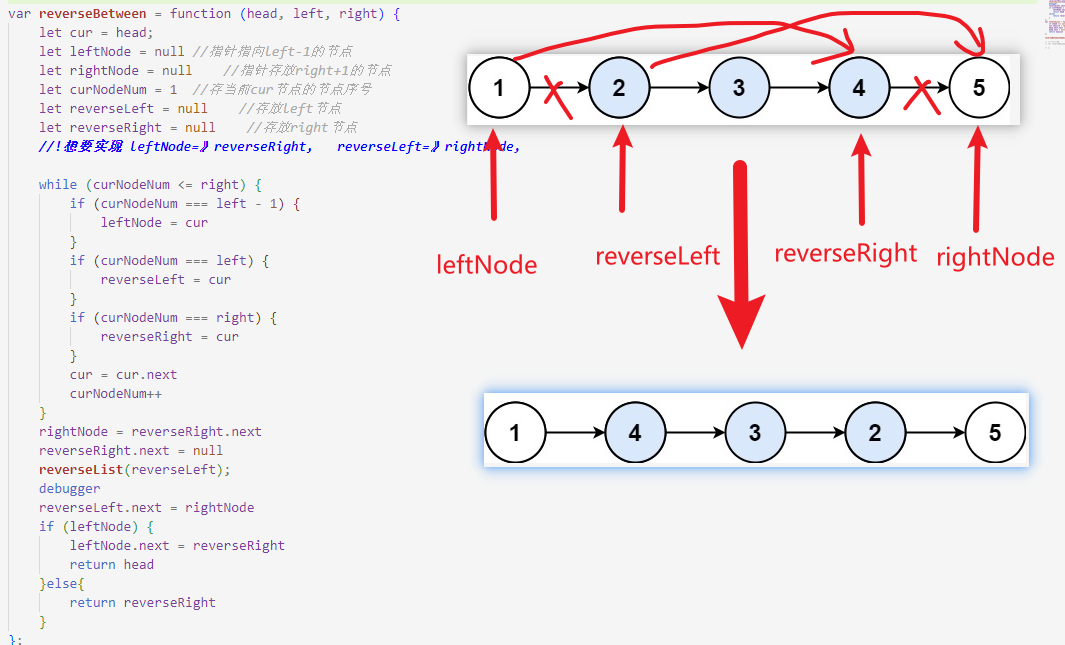 var reverseBetween = function (head, left, right) {
let cur = head;
let leftNode = null //指针指向left-1的节点
let rightNode = null //指针存放right+1的节点
let curNodeNum = 1 //存当前cur节点的节点序号
let reverseLeft = null //存放left节点
let reverseRight = null //存放right节点
//!想要实现 leftNode=》reverseRight, reverseLeft=》rightNode,
while (curNodeNum <= right) {
if (curNodeNum === left - 1) {
leftNode = cur
}
if (curNodeNum === left) {
reverseLeft = cur
}
if (curNodeNum === right) {
reverseRight = cur
}
cur = cur.next
curNodeNum++
}
rightNode = reverseRight.next
reverseRight.next = null
reverseList(reverseLeft);
debugger
reverseLeft.next = rightNode
if (leftNode) {
leftNode.next = reverseRight
return head
}else{
return reverseRight
}
};
1 2 3 4 5
leftNode reverseLeft reverseRight rightNode
1 4 3 2 5